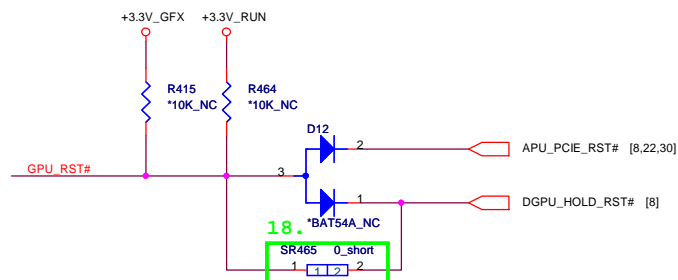 +3.3V_GFX +3.3V_RUN
R415 R464
*10K_NC *10K_NC
D12
2 APU_PCIE_RST# [8,22,30]
GPU_RST# 3
1 DGPU_HOLD_RST# [8]
*BAT54A_NC
18.
SR465 0_short
1 1 2 2